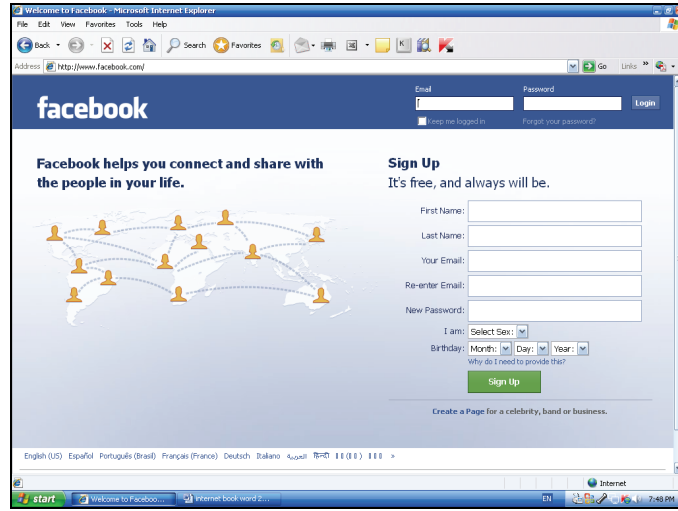 Welcome to Facebook - Microsoft Internet Explorer
File Edit View Favorites Tools Help
Back Search Favorites
Address http://www.facebook.com/ Go Links »
Email Password
facebook
Login
Keep me logged in Forgot your password?
Facebook helps you connect and share with
the people in your life.
Sign Up
It's free, and always will be.
First Name:
Last Name:
Your Email:
Re-enter Email:
New Password:
I am: Select Sex:
Birthday: Month: Day: Year:
Why do I need to provide this?
Sign Up
Create a Page for a celebrity, band or business.
English (US) Español Português (Brasil) Français (France) Deutsch Italiano العربية हिन्दी »
Internet
start Welcome to Faceboo... internet book word 2... EN 7:48 PM